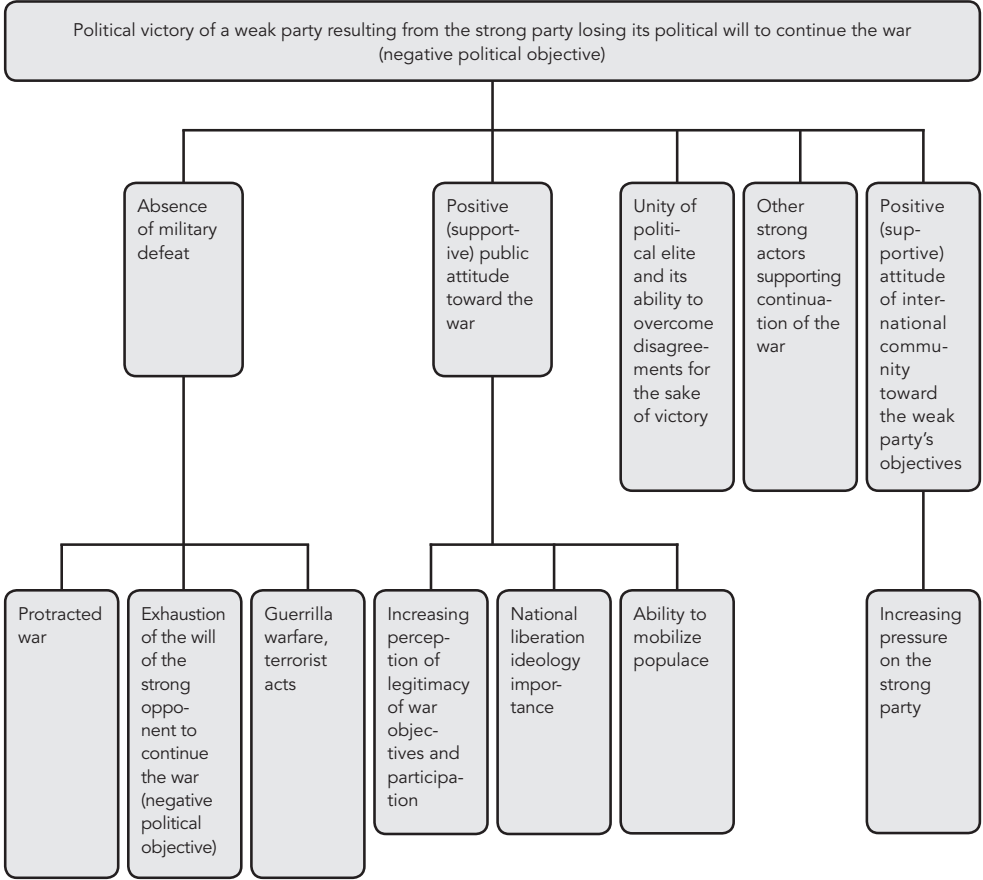 Political victory of a weak party resulting from the strong party losing its political will to continue the war
(negative political objective)
Absence
of military
defeat
Positive
(support-
ive) public
attitude
toward the
war
Unity of
politi-
cal elite
and its
ability to
overcome
disagree-
ments for
the sake
of victory
Other
strong
actors
supporting
continua-
tion of the
war
Positive
(sup-
portive)
attitude
of inter-
national
commu-
nity
toward
the weak
party’s
objectives
Protracted
war
Exhaustion
of the will
of the
strong
oppo-
nent to
continue
the war
(negative
political
objective)
Guerrilla
warfare,
terrorist
acts
Increasing
percep-
tion of
legitimacy
of war
objec-
tives and
participa-
tion
National
liberation
ideology
impor-
tance
Ability to
mobilize
populace
Increasing
pressure
on the
strong
party